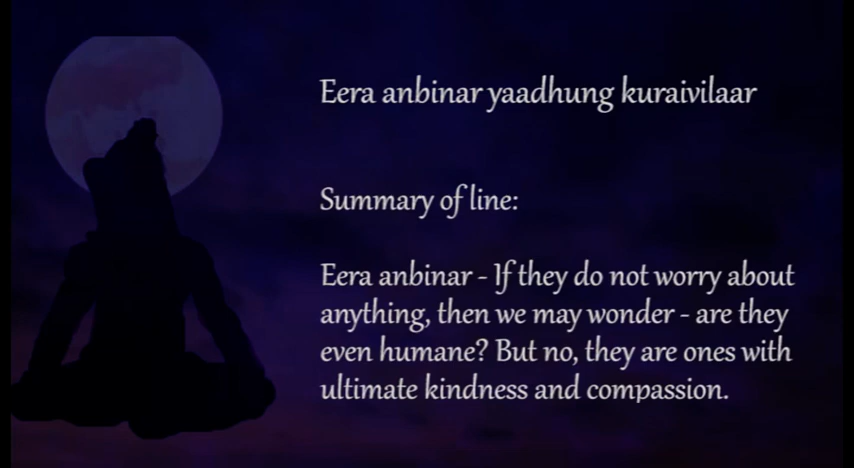 Eera anbinar yaadhung kuraivilaar
Summary of line:
Eera anbinar - If they do not worry about
anything, then we may wonder - are they
even humane? But no, they are ones with
ultimate kindness and compassion.